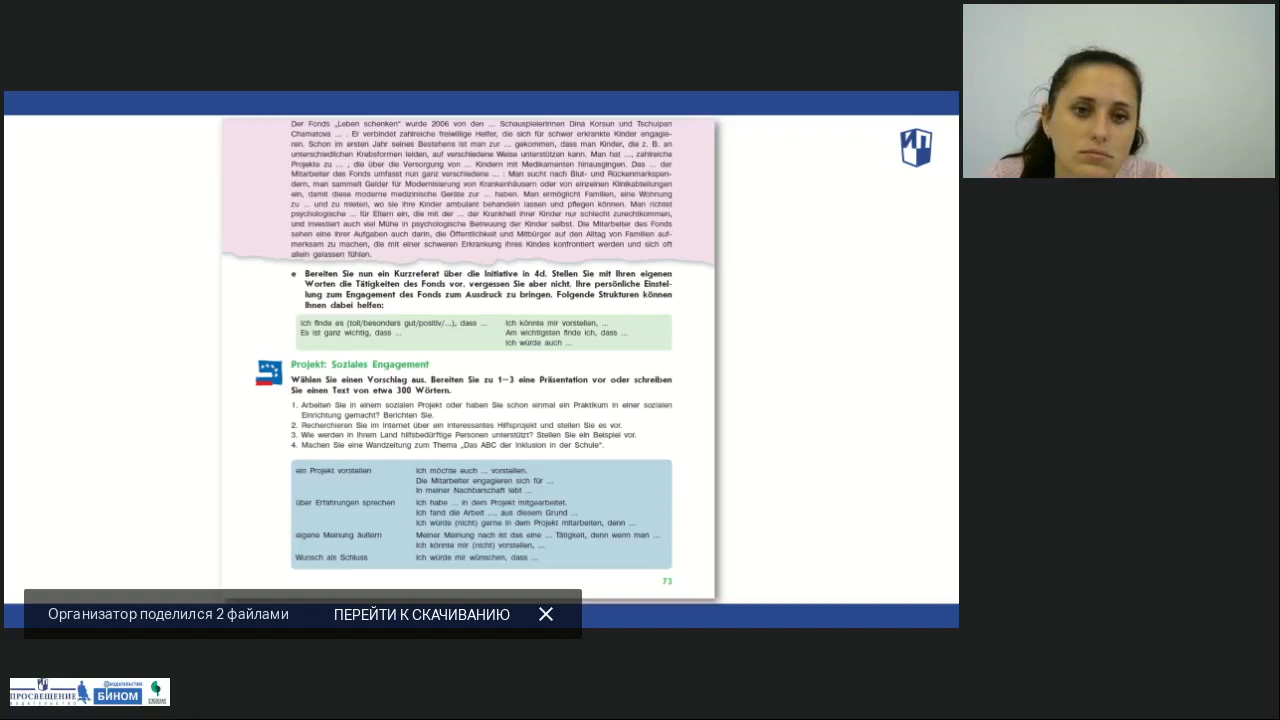 Der Fonds „Leben schenken“ wurde 2006 von den ... Schauspielerinnen Dina Korsun und Tschulpan
Chamatova ... . Er verbindet zahlreiche freiwillige Helfer, die sich für schwer erkrankte Kinder engagie-
ren. Schon im ersten Jahr seines Bestehens ist man zur ... gekommen, dass man Kinder, die z. B. an
unterschiedlichen Krebsformen leiden, auf verschiedene Weise unterstützen kann. Man hat ..., zahlreiche
Projekte zu ... , die über die Versorgung von ... Kindern mit Medikamenten hinausgingen. Das ... der
Mitarbeiter des Fonds umfasst nun ganz verschiedene ... : Man sucht nach Blut- und Rückenmarkspen-
dern, man sammelt Gelder für Modernisierung von Krankenhäusern oder von einzelnen Klinikabteilungen
ein, damit diese moderne medizinische Geräte zur ... haben. Man ermöglicht Familien, eine Wohnung
zu ... und zu mieten, wo sie ihre Kinder ambulant behandeln lassen und pflegen können. Man richtet
psychologische ... für Eltern ein, die mit der ... der Krankheit ihrer Kinder nur schlecht zurechtkommen,
und investiert auch viel Mühe in psychologische Betreuung der Kinder selbst. Die Mitarbeiter des Fonds
sehen eine ihrer Aufgaben auch darin, die Öffentlichkeit und Mitbürger auf den Alltag von Familien auf-
merksam zu machen, die mit einer schweren Erkrankung ihres Kindes konfrontiert werden und sich oft
allein gelassen fühlen.
e Bereiten Sie nun ein Kurzreferat über die Initiative in 4d. Stellen Sie mit Ihren eigenen
Worten die Tätigkeiten des Fonds vor, vergessen Sie aber nicht, Ihre persönliche Einstel-
lung zum Engagement des Fonds zum Ausdruck zu bringen. Folgende Strukturen können
Ihnen dabei helfen:
Ich finde es (toll/besonders gut/positiv/...), dass ... Ich könnte mir vorstellen, ...
Es ist ganz wichtig, dass ... Am wichtigsten finde ich, dass ...
Ich würde auch ...
Projekt: Soziales Engagement
Wählen Sie einen Vorschlag aus. Bereiten Sie zu 1–3 eine Präsentation vor oder schreiben
Sie einen Text von etwa 300 Wörtern.
1. Arbeiten Sie in einem sozialen Projekt oder haben Sie schon einmal ein Praktikum in einer sozialen
Einrichtung gemacht? Berichten Sie.
2. Recherchieren Sie im Internet über ein interessantes Hilfsprojekt und stellen Sie es vor.
3. Wie werden in Ihrem Land hilfsbedürftige Personen unterstützt? Stellen Sie ein Beispiel vor.
4. Machen Sie eine Wandzeitung zum Thema „Das ABC der Inklusion in der Schule“.
ein Projekt vorstellen Ich möchte euch ... vorstellen.
Die Mitarbeiter engagieren sich für ...
In meiner Nachbarschaft lebt ...
über Erfahrungen sprechen Ich habe ... in dem Projekt mitgearbeitet.
Ich fand die Arbeit ..., aus diesem Grund ...
Ich würde (nicht) gerne in dem Projekt mitarbeiten, denn ...
eigene Meinung äußern Meiner Meinung nach ist das eine ... Tätigkeit, denn wenn man ...
Ich könnte mir (nicht) vorstellen, ...
Wunsch als Schluss Ich würde mir wünschen, dass ...
73
Организатор поделился 2 файлами ПЕРЕЙТИ К СКАЧИВАНИЮ
ПРОСВЕЩЕНИЕ
ИЗДАТЕЛЬСТВО
ИЗДАТЕЛЬСТВО
БИНОМ